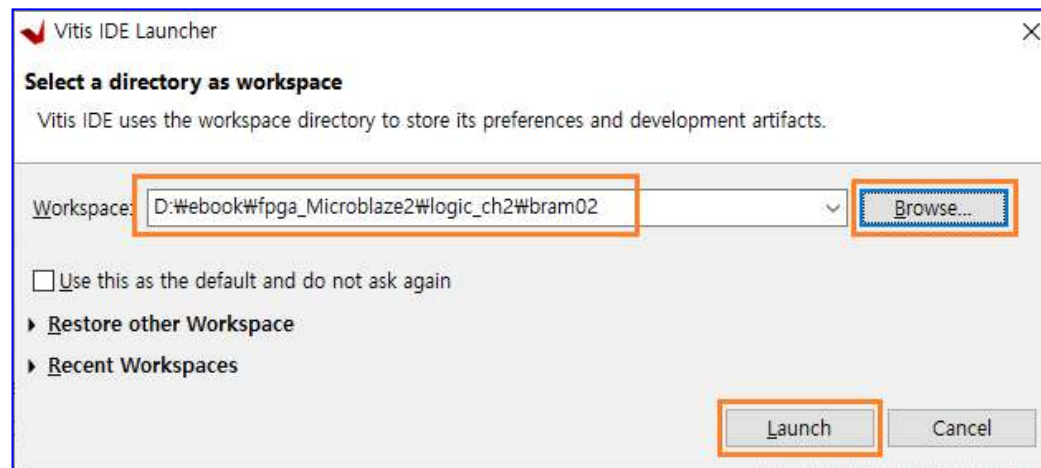 Vitis IDE Launcher
Select a directory as workspace
Vitis IDE uses the workspace directory to store its preferences and development artifacts.
Workspace: D:₩ebook₩fpga_Microblaze2₩logic_ch2₩bram02 Browse...
Use this as the default and do not ask again
Restore other Workspace
Recent Workspaces
Launch Cancel